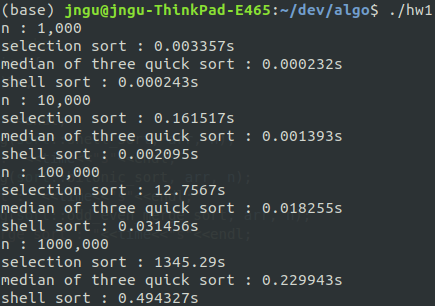 (base) jngu@jngu-ThinkPad-E465:~/dev/algo$ ./hw1
n : 1,000
selection sort : 0.003357s
median of three quick sort : 0.000232s
shell sort : 0.000243s
n : 10,000
selection sort : 0.161517s
median of three quick sort : 0.001393s
shell sort : 0.002095s
n : 100,000
selection sort : 12.7567s
median of three quick sort : 0.018255s
shell sort : 0.031456s
n : 1000,000
selection sort : 1345.29s
median of three quick sort : 0.229943s
shell sort : 0.494327s